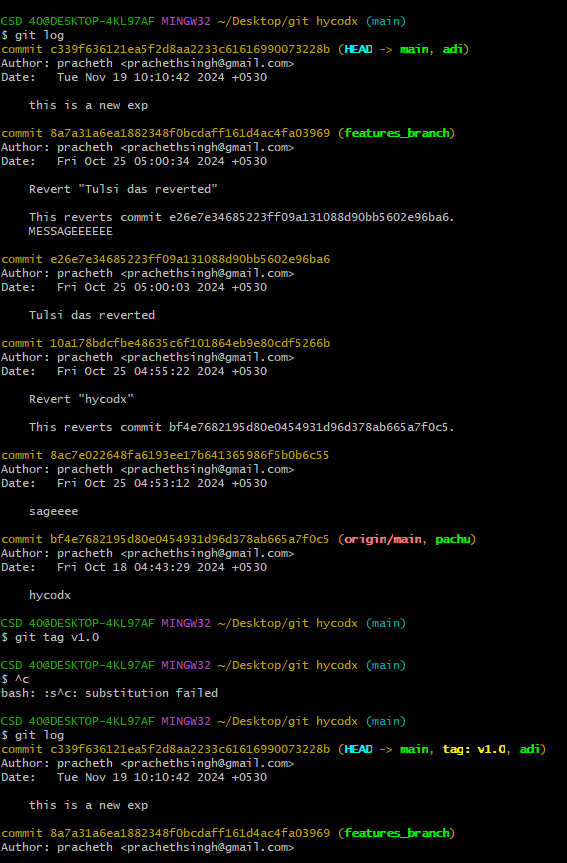 CSD 40@DESKTOP-4KL97AF MINGW32 ~/Desktop/git hycodx (main)
$ git log
commit c339f636121ea5f2d8aa2233c61616990073228b (HEAD -> main, adi)
Author: pracheth <prachethsingh@gmail.com>
Date:   Tue Nov 19 10:10:42 2024 +0530
    this is a new exp
commit 8a7a31a6ea1882348f0bcdaff161d4ac4fa03969 (features_branch)
Author: pracheth <prachethsingh@gmail.com>
Date:   Fri Oct 25 05:00:34 2024 +0530
    Revert "Tulsi das reverted"
    This reverts commit e26e7e34685223ff09a131088d90bb5602e96ba6.
    MESSAGEEEEEE
commit e26e7e34685223ff09a131088d90bb5602e96ba6
Author: pracheth <prachethsingh@gmail.com>
Date:   Fri Oct 25 05:00:03 2024 +0530
    Tulsi das reverted
commit 10a178bdcfbe48635c6f101864eb9e80cdf5266b
Author: pracheth <prachethsingh@gmail.com>
Date:   Fri Oct 25 04:55:22 2024 +0530
    Revert "hycodx"
    This reverts commit bf4e7682195d80e0454931d96d378ab665a7f0c5.
commit 8ac7e022648fa6193ee17b641365986f5b0b6c55
Author: pracheth <prachethsingh@gmail.com>
Date:   Fri Oct 25 04:53:12 2024 +0530
    sageeee
commit bf4e7682195d80e0454931d96d378ab665a7f0c5 (origin/main, pachu)
Author: pracheth <prachethsingh@gmail.com>
Date:   Fri Oct 18 04:43:29 2024 +0530
    hycodx
CSD 40@DESKTOP-4KL97AF MINGW32 ~/Desktop/git hycodx (main)
$ git tag v1.0
CSD 40@DESKTOP-4KL97AF MINGW32 ~/Desktop/git hycodx (main)
$ ^c
bash: :s^c: substitution failed
CSD 40@DESKTOP-4KL97AF MINGW32 ~/Desktop/git hycodx (main)
$ git log
commit c339f636121ea5f2d8aa2233c61616990073228b (HEAD -> main, tag: v1.0, adi)
Author: pracheth <prachethsingh@gmail.com>
Date:   Tue Nov 19 10:10:42 2024 +0530
    this is a new exp
commit 8a7a31a6ea1882348f0bcdaff161d4ac4fa03969 (features_branch)
Author: pracheth <prachethsingh@gmail.com>